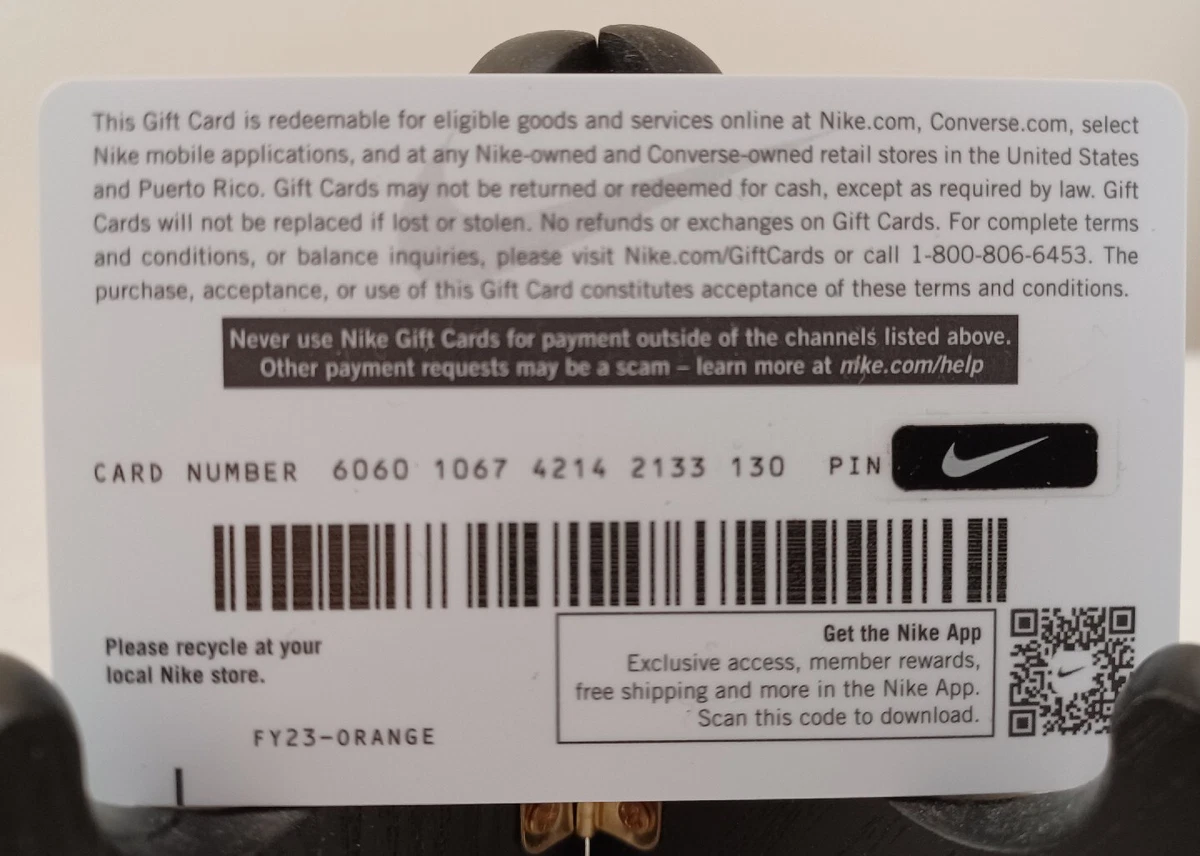 This Gift Card is redeemable for eligible goods and services online at Nike.com, Converse.com, select
Nike mobile applications, and at any Nike-owned and Converse-owned retail stores in the United States
and Puerto Rico. Gift Cards may not be returned or redeemed for cash, except as required by law. Gift
Cards will not be replaced if lost or stolen. No refunds or exchanges on Gift Cards. For complete terms
and conditions, or balance inquiries, please visit Nike.com/GiftCards or call 1-800-806-6453. The
purchase, acceptance, or use of this Gift Card constitutes acceptance of these terms and conditions.
Never use Nike Gift Cards for payment outside of the channels listed above.
Other payment requests may be a scam – learn more at nike.com/help
CARD NUMBER 6060 1067 4214 2133 130 PIN
Please recycle at your
local Nike store.
Get the Nike App
Exclusive access, member rewards,
free shipping and more in the Nike App.
Scan this code to download.
FY23-ORANGE